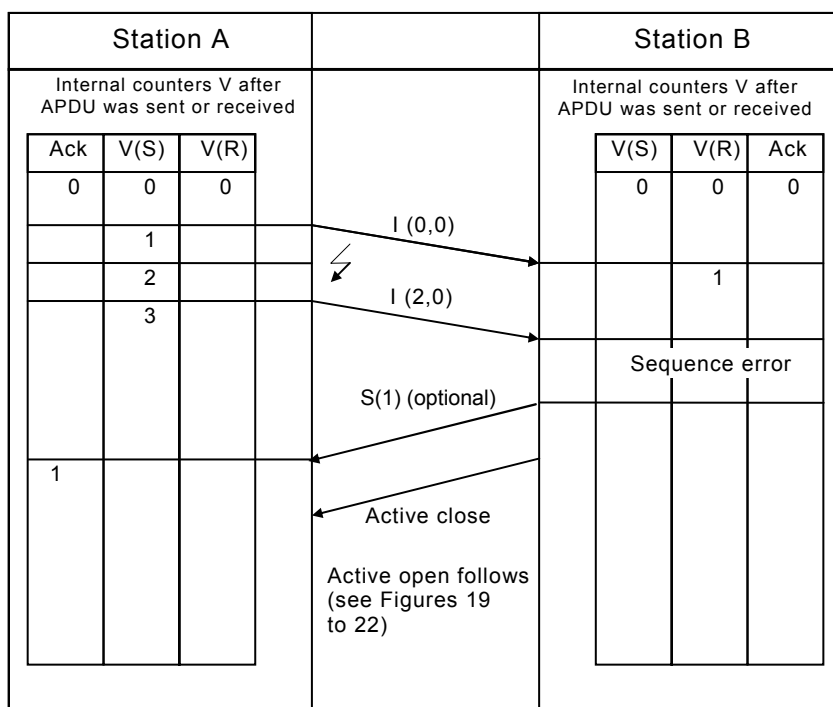 Station A
Station B
Internal counters V after
APDU was sent or received
Internal counters V after
APDU was sent or received
Ack V(S) V(R)
V(S) V(R) Ack
0 0 0
0 0 0
I (0,0)
1
2
1
I (2,0)
3
Sequence error
S(1) (optional)
1
Active close
Active open follows
(see Figures 19
to 22)